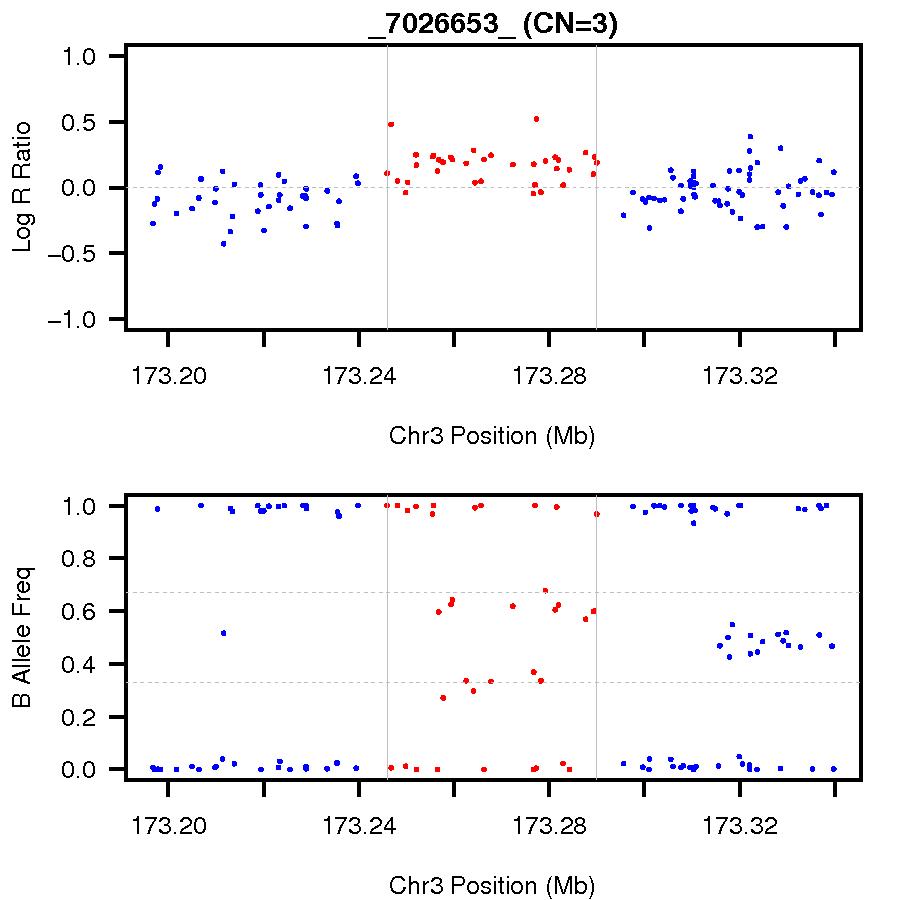 _7026653_ (CN=3)
1.0
0.5
0.0
−0.5
−1.0
Log R Ratio
173.20 173.24 173.28 173.32
Chr3 Position (Mb)
1.0
0.8
0.6
0.4
0.2
0.0
B Allele Freq
173.20 173.24 173.28 173.32
Chr3 Position (Mb)